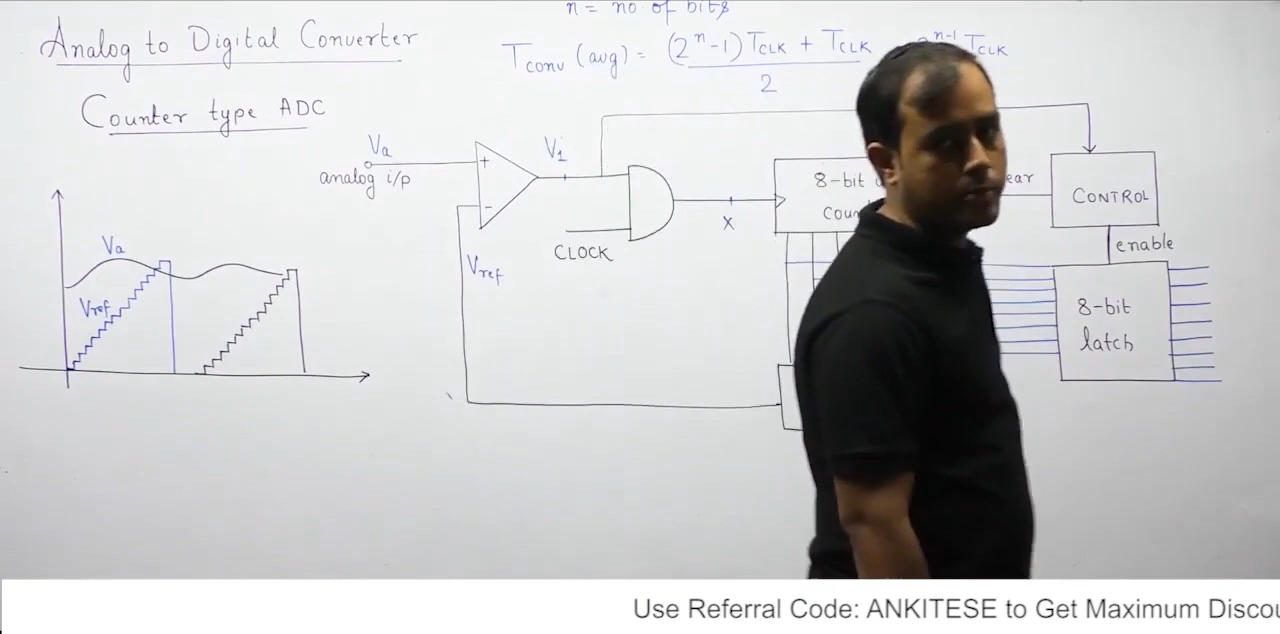 n = no of bits
Analog to Digital Converter
Tconv (avg) = (2^n -1) TCLK + TCLK
2
n-1 TCLK
Counter type ADC
Va
analog i/p
+
-
V1
CLOCK
X
Vref
8-bit
CONTROL
enable
8-bit
latch
Va
Vref
Use Referral Code: ANKITESE to Get Maximum